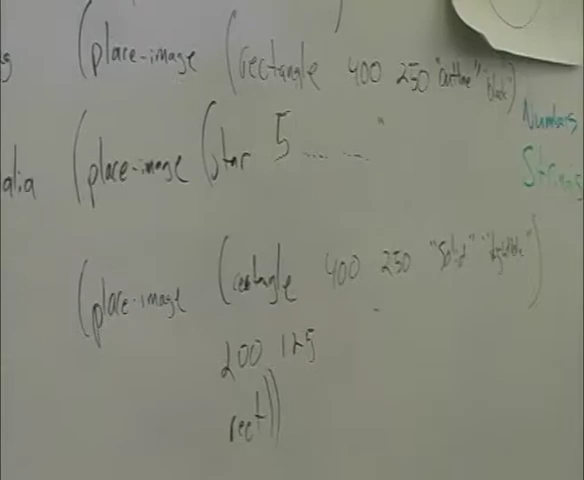 (place-image (rectangle 400 250 "outline" "black")
Numbers
alia (place-image (star 5 ... ... "
Strings
(place-image (rectangle 400 250 "solid" "lightblue")
200 125
rect))